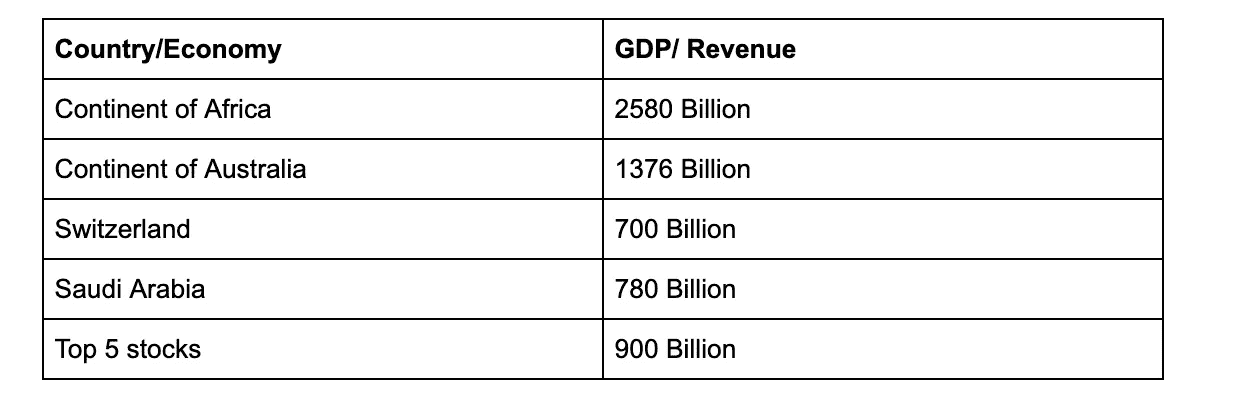 Country/Economy GDP/ Revenue
Continent of Africa 2580 Billion
Continent of Australia 1376 Billion
Switzerland 700 Billion
Saudi Arabia 780 Billion
Top 5 stocks 900 Billion